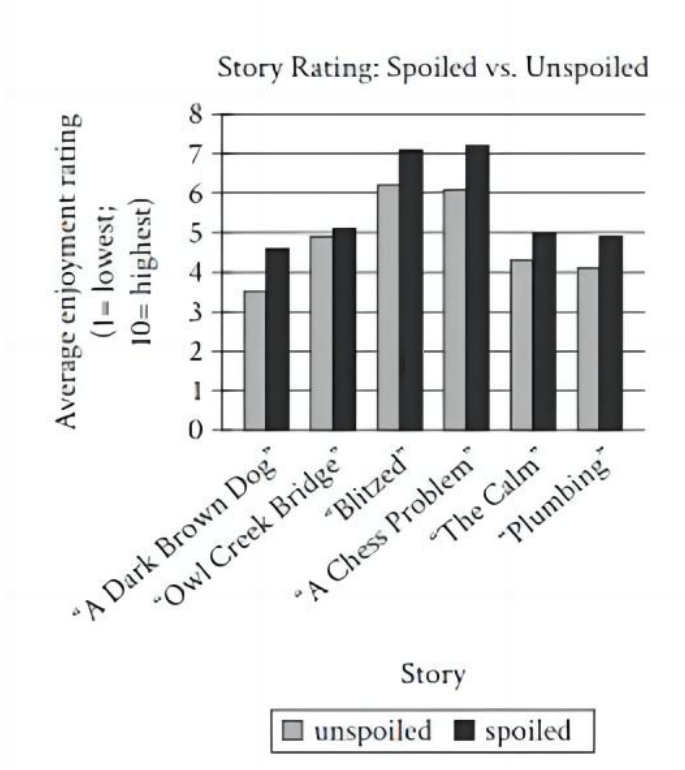 Story Rating: Spoiled vs. Unspoiled
Average enjoyment rating
(1= lowest;
10= highest)
8
7
6
5
4
3
2
1
0
“A Dark Brown Dog”
“Owl Creek Bridge”
“Blitzed”
“A Chess Problem”
“The Calm”
“Plumbing”
Story
unspoiled spoiled